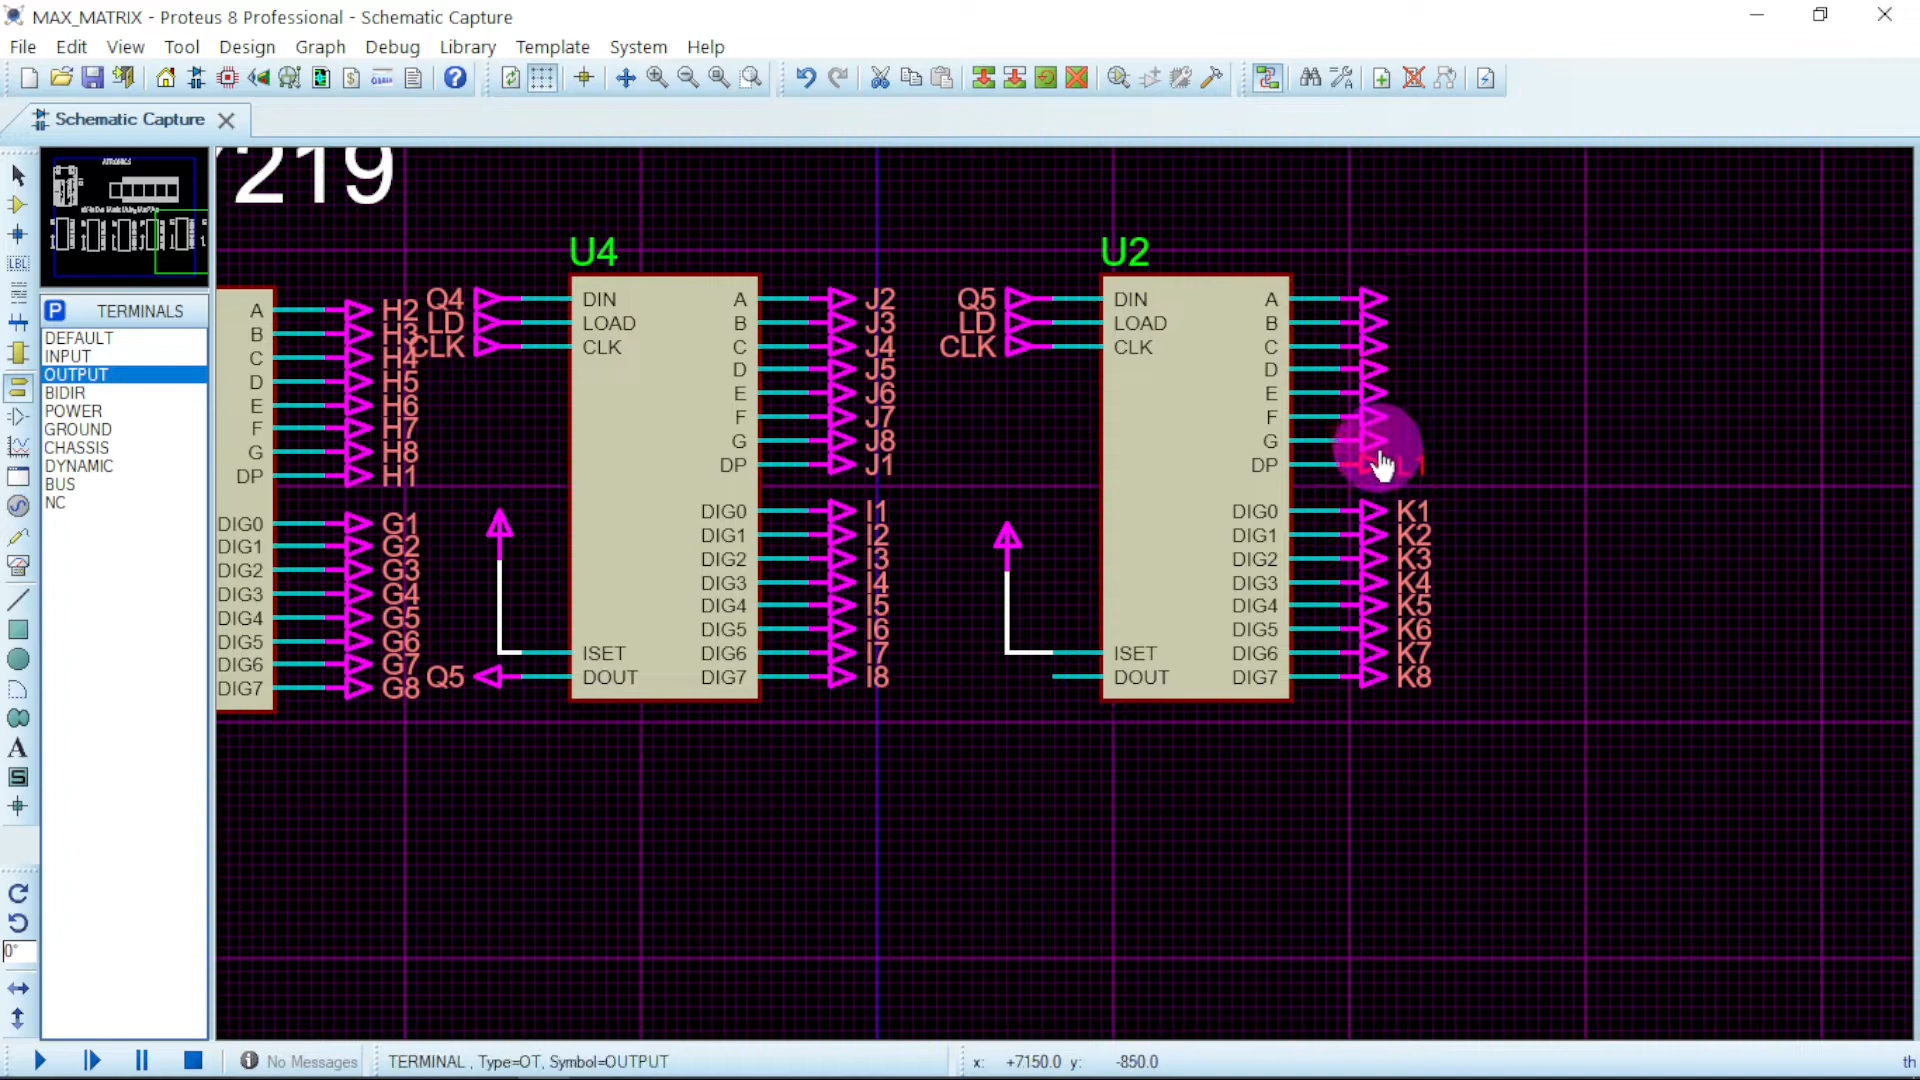 MAX_MATRIX - Proteus 8 Professional - Schematic Capture
File Edit View Tool Design Graph Debug Library Template System Help
Schematic Capture
219
TERMINALS
DEFAULT
INPUT
OUTPUT
BIDIR
POWER
GROUND
CHASSIS
DYNAMIC
BUS
NC
LBL
0°
A H2
B H3
C H4
D H5
E H6
F H7
G H8
DP H1
DIG0 G1
DIG1 G2
DIG2 G3
DIG3 G4
DIG4 G5
DIG5 G6
DIG6 G7
DIG7 G8
U4
Q4 DIN A J2
LD LOAD B J3
CLK CLK C J4
D J5
E J6
F J7
G J8
DP J1
DIG0 I1
DIG1 I2
DIG2 I3
DIG3 I4
DIG4 I5
DIG5 I6
ISET DIG6 I7
Q5 DOUT DIG7 I8
U2
Q5 DIN A
LD LOAD B
CLK CLK C
D
E
F
G
DP L1
DIG0 K1
DIG1 K2
DIG2 K3
DIG3 K4
DIG4 K5
DIG5 K6
ISET DIG6 K7
DOUT DIG7 K8
No Messages TERMINAL , Type=OT, Symbol=OUTPUT x: +7150.0 y: -850.0 th